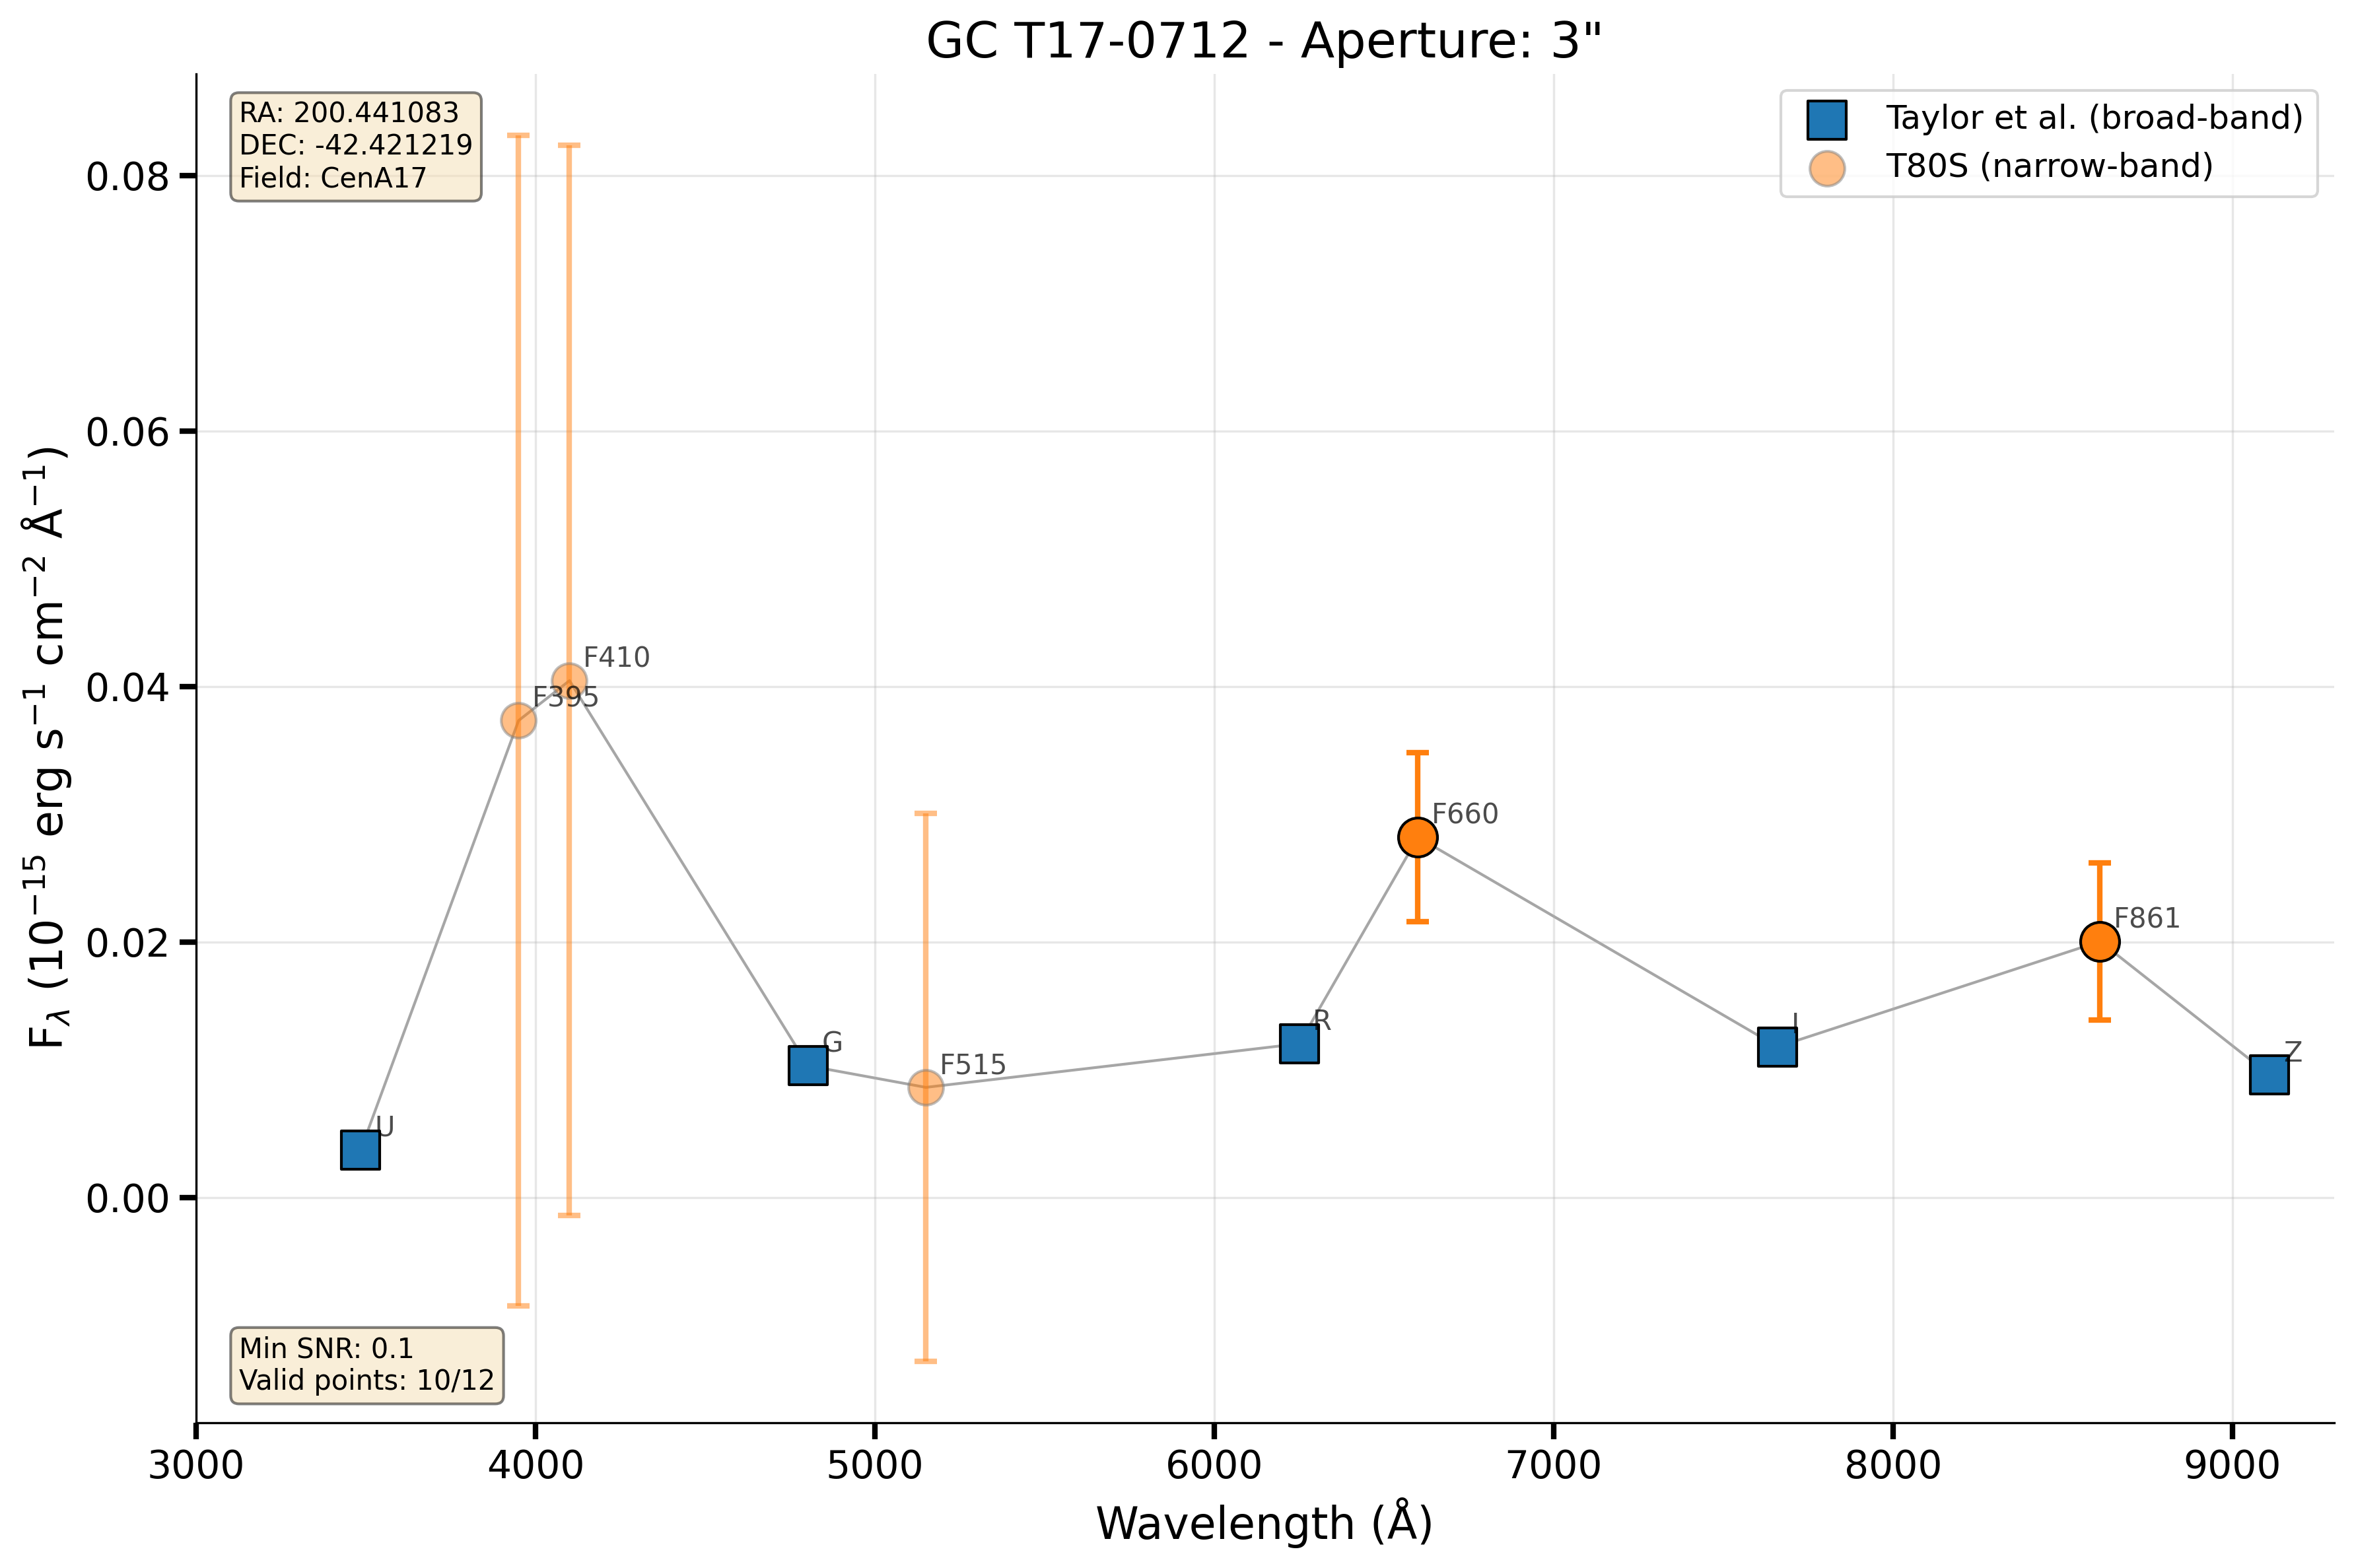 GC T17-0712 - Aperture: 3"
RA: 200.441083
DEC: -42.421219
Field: CenA17
Taylor et al. (broad-band)
T80S (narrow-band)
0.08
0.06
0.04
0.02
0.00
F_λ (10⁻¹⁵ erg s⁻¹ cm⁻² Å⁻¹)
U
F395
F410
G
F515
R
F660
I
F861
Z
Min SNR: 0.1
Valid points: 10/12
3000 4000 5000 6000 7000 8000 9000
Wavelength (Å)